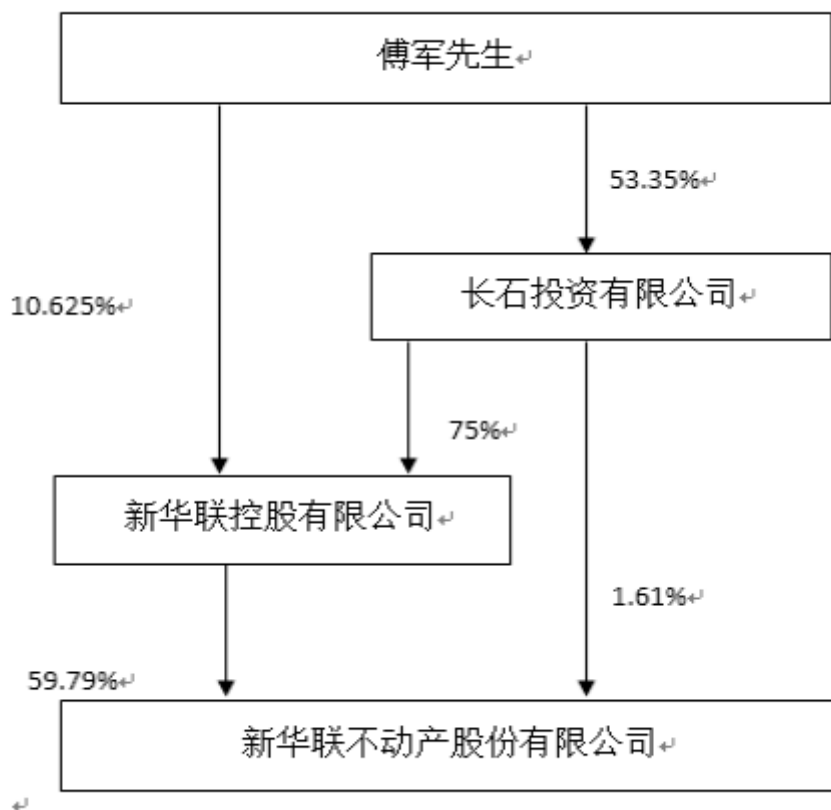 傅军先生
53.35%
长石投资有限公司
10.625%
75%
新华联控股有限公司
1.61%
59.79%
新华联不动产股份有限公司